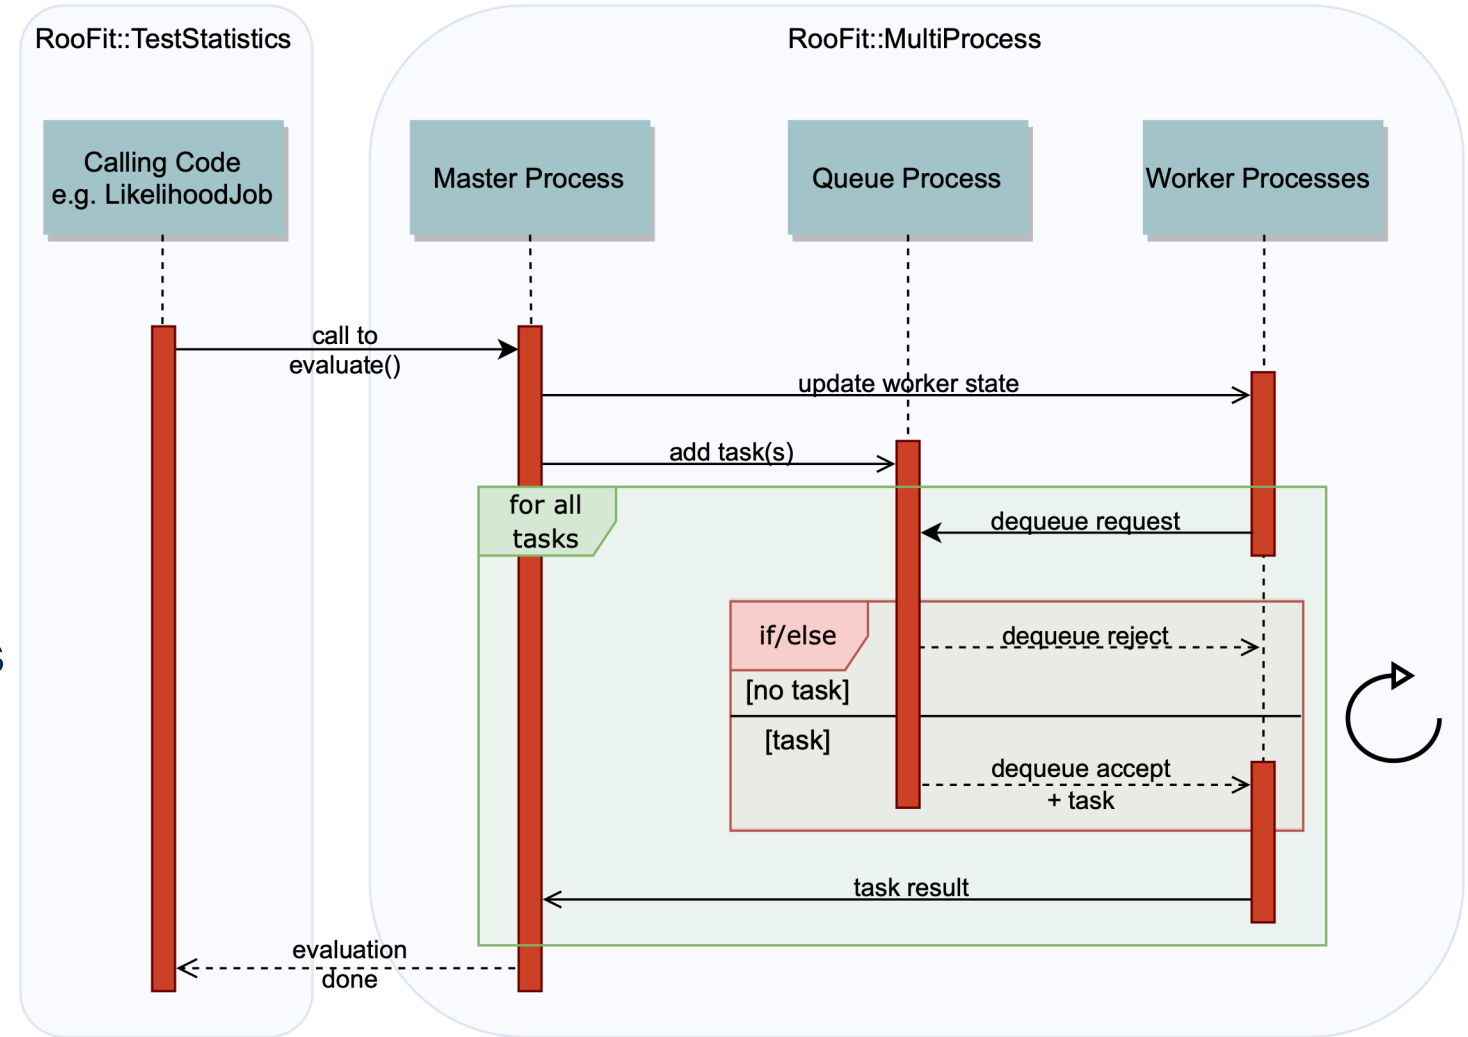 RooFit::TestStatistics
RooFit::MultiProcess
Calling Code
e.g. LikelihoodJob
Master Process
Queue Process
Worker Processes
call to
evaluate()
update worker state
add task(s)
for all
tasks
dequeue request
if/else
dequeue reject
[no task]
[task]
dequeue accept
+ task
task result
evaluation
done
s